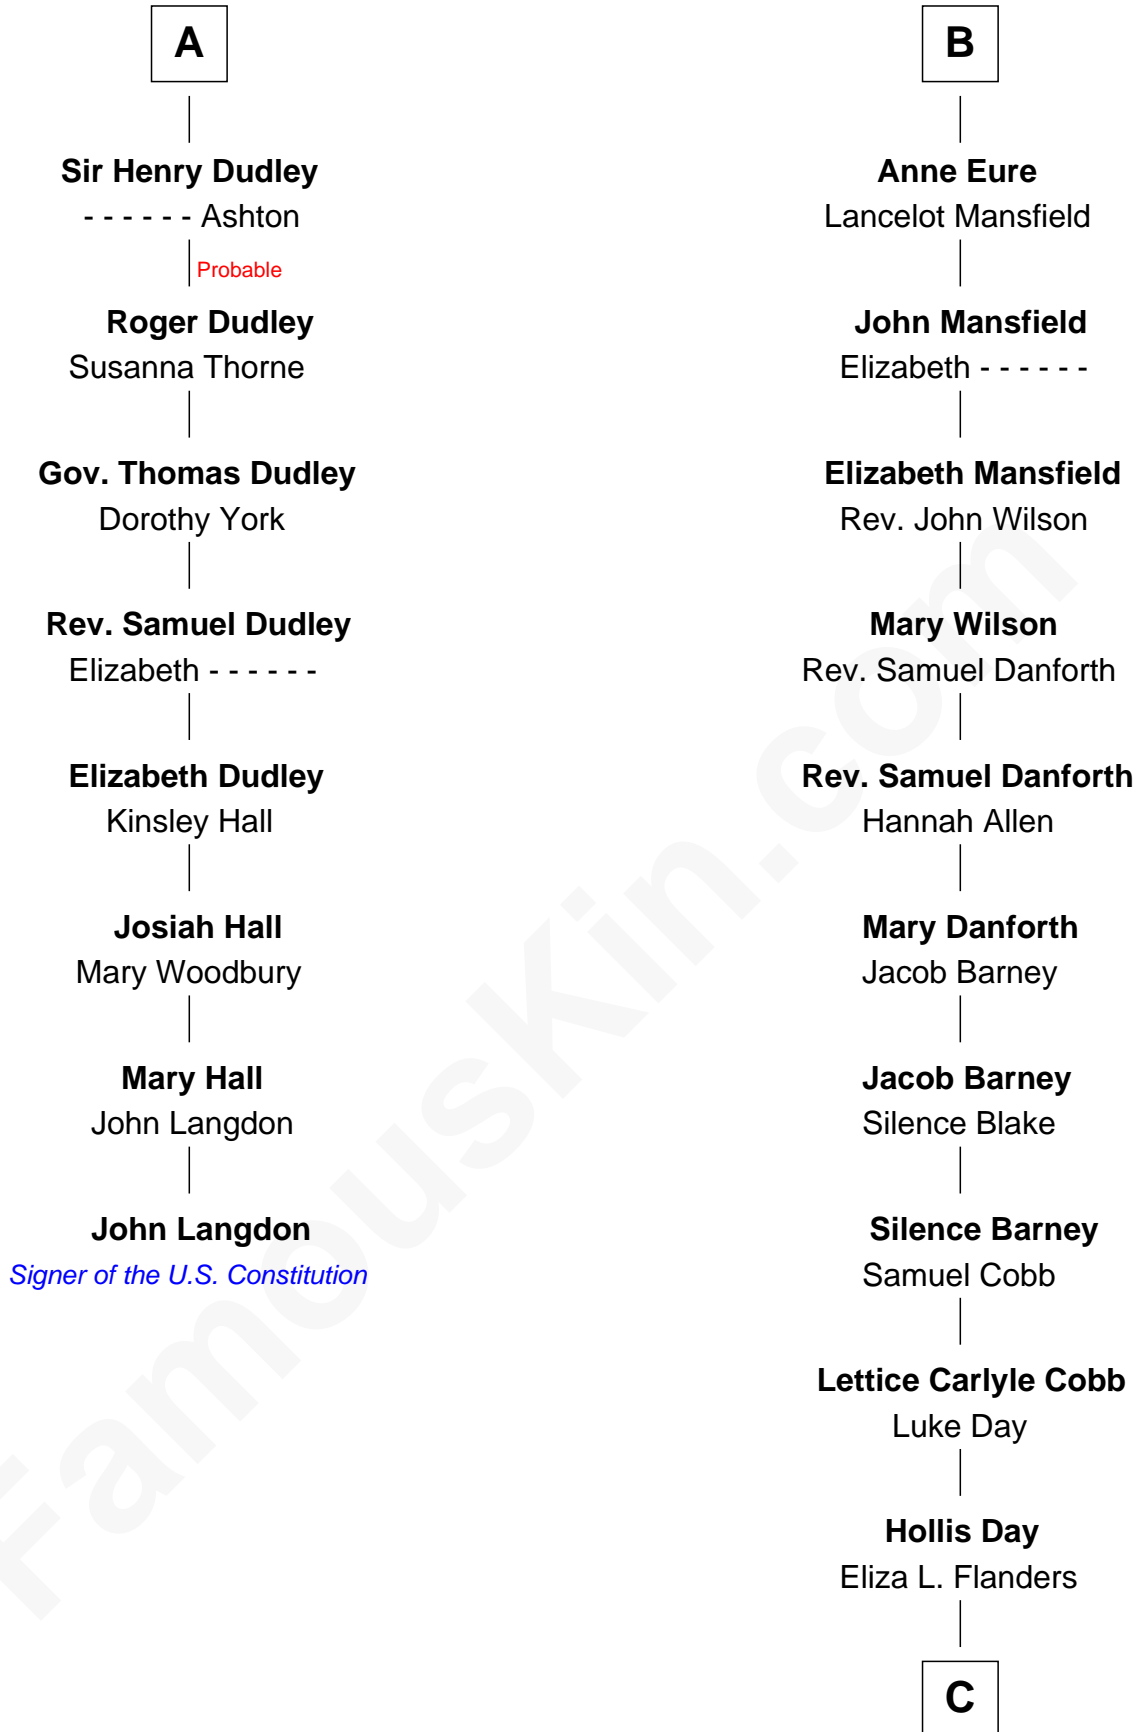 A
Sir Henry Dudley
- - - - - - Ashton
Probable
Roger Dudley
Susanna Thorne
Gov. Thomas Dudley
Dorothy York
Rev. Samuel Dudley
Elizabeth - - - - - -
Elizabeth Dudley
Kinsley Hall
Josiah Hall
Mary Woodbury
Mary Hall
John Langdon
John Langdon
Signer of the U.S. Constitution
B
Anne Eure
Lancelot Mansfield
John Mansfield
Elizabeth - - - - - -
Elizabeth Mansfield
Rev. John Wilson
Mary Wilson
Rev. Samuel Danforth
Rev. Samuel Danforth
Hannah Allen
Mary Danforth
Jacob Barney
Jacob Barney
Silence Blake
Silence Barney
Samuel Cobb
Lettice Carlyle Cobb
Luke Day
Hollis Day
Eliza L. Flanders
C
FamousKin.com